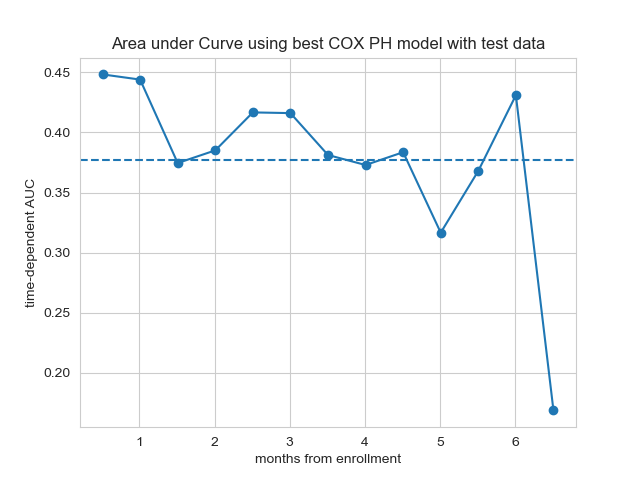 Area under Curve using best COX PH model with test data
time-dependent AUC
0.45
0.40
0.35
0.30
0.25
0.20
1 2 3 4 5 6
months from enrollment